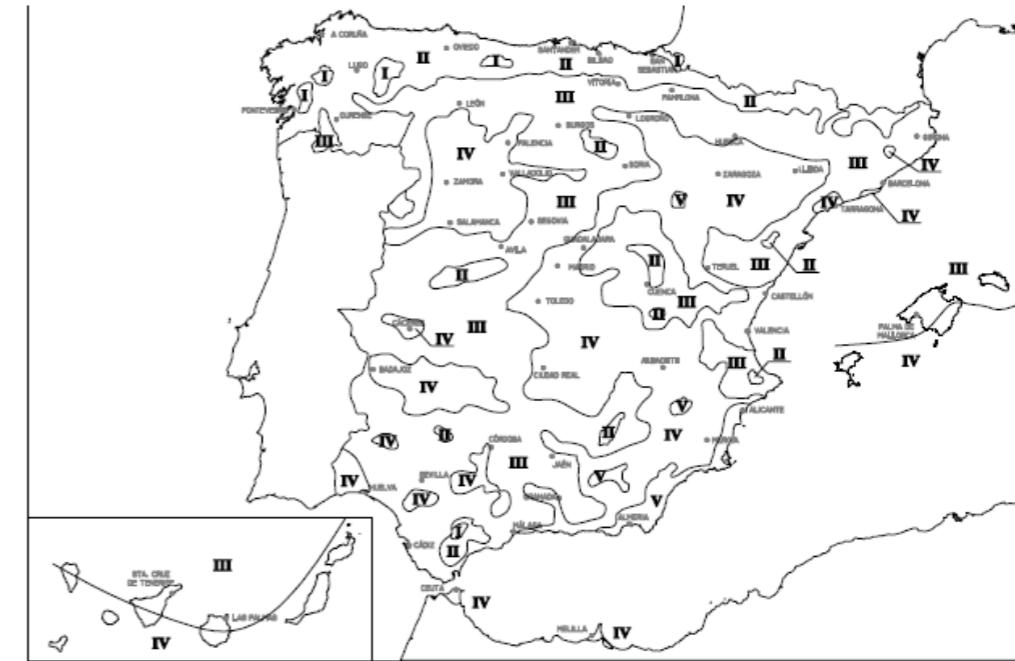 A CORUÑA
OVIEDO
II
SANTANDER
BILBAO
II
SAN
SEBASTIAN
I
LUGO
I
I
I
VITORIA
PAMPLONA
II
PONTEVEDRA
I
OURENSE
III
LEÓN
III
BURGOS
LOGROÑO
HUESCA
GIRONA
III
IV
PALENCIA
II
SORIA
ZARAGOZA
LLEIDA
III
IV
BARCELONA
ZAMORA
VALLADOLID
V
IV
IV
TARRAGONA
IV
SALAMANCA
SEGOVIA
III
AVILA
GUADALAJARA
MADRID
II
TERUEL
III
II
III
II
TOLEDO
CUENCA
II
III
CASTELLÓN
PALMA DE
MALLORCA
CÁCERES
IV
III
IV
VALENCIA
II
IV
BADAJOZ
IV
CIUDAD REAL
ALBACETE
III
V
ALICANTE
IV
II
CÓRDOBA
II
IV
MURCIA
III
JAÉN
IV
HUELVA
SEVILLA
IV
IV
V
GRANADA
V
ALMERIA
MÁLAGA
I
II
CÁDIZ
CEUTA
IV
MELILLA
IV
III
STA. CRUZ
DE TENERIFE
LAS PALMAS
IV